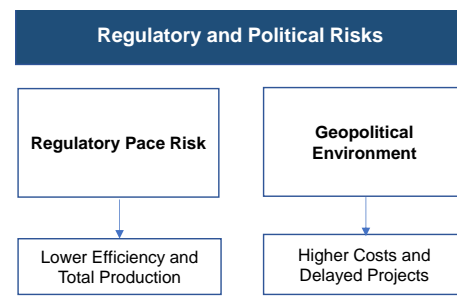 Regulatory and Political Risks
Regulatory Pace Risk
Geopolitical
Environment
Lower Efficiency and
Total Production
Higher Costs and
Delayed Projects